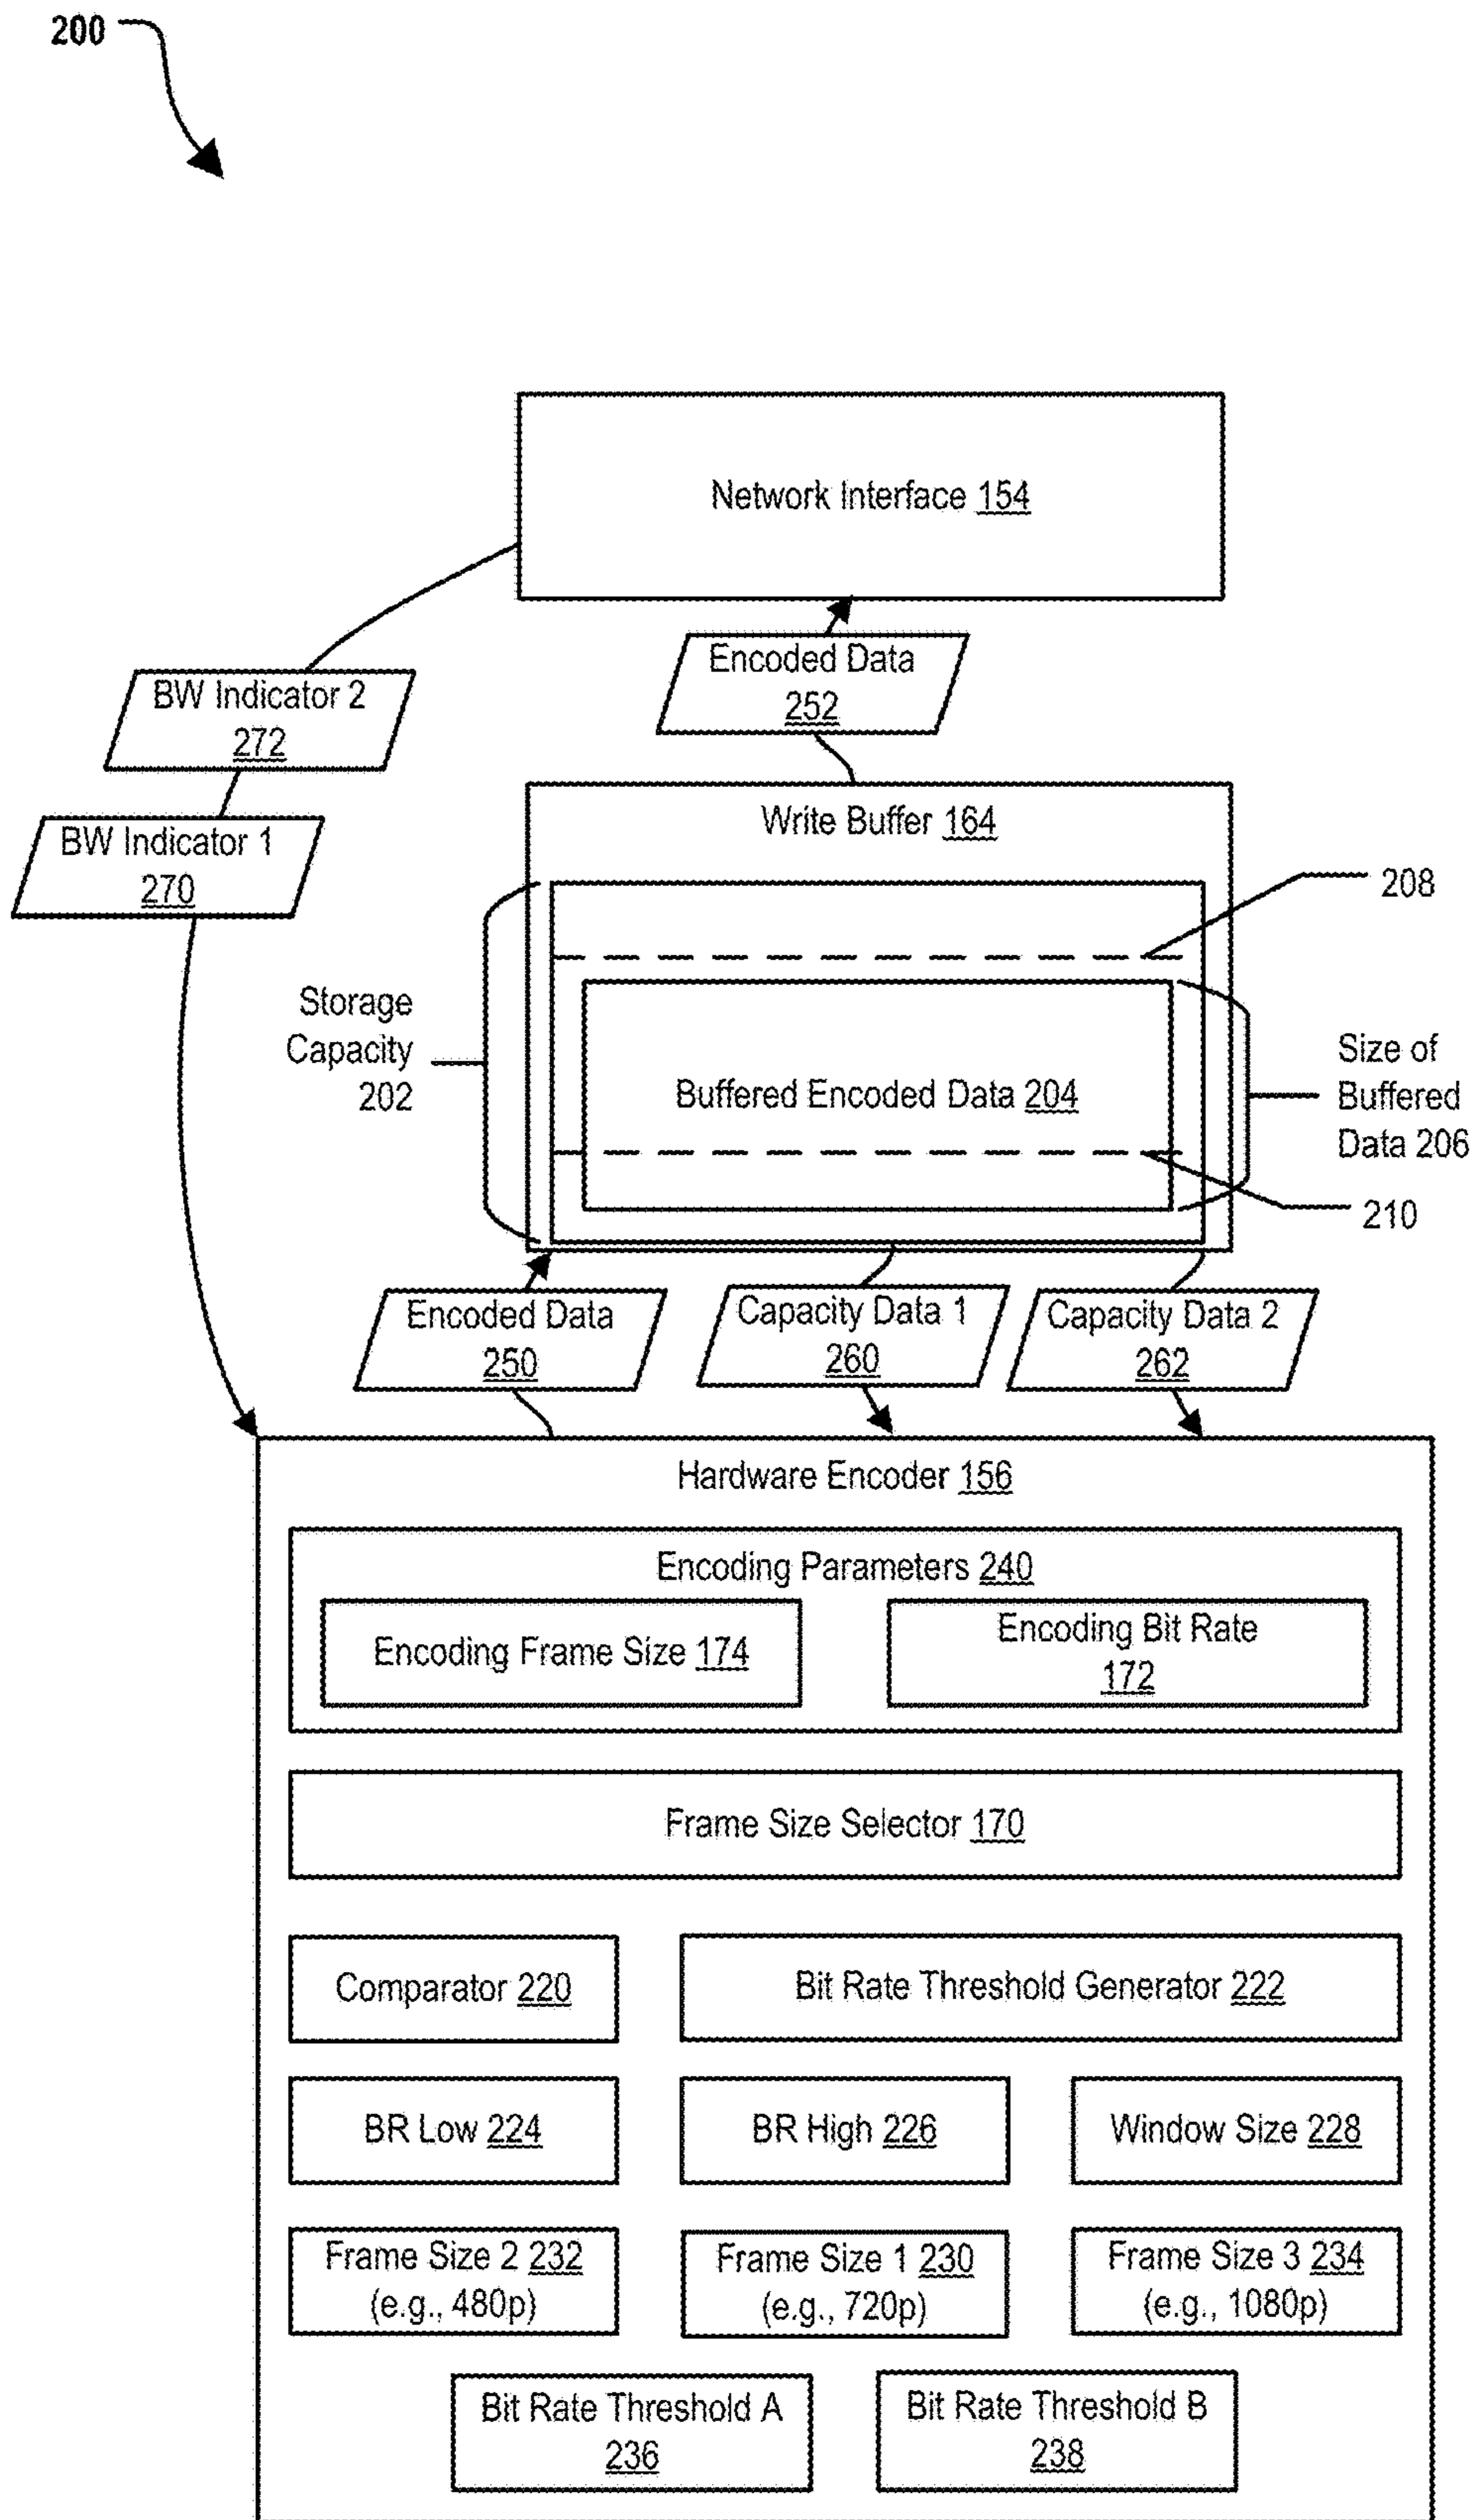 200
Network Interface 154
Encoded Data
252
BW Indicator 2
272
BW Indicator 1
270
Write Buffer 164
208
Storage
Capacity
202
Buffered Encoded Data 204
Size of
Buffered
Data 206
210
Encoded Data
250
Capacity Data 1
260
Capacity Data 2
262
Hardware Encoder 156
Encoding Parameters 240
Encoding Frame Size 174
Encoding Bit Rate
172
Frame Size Selector 170
Comparator 220
Bit Rate Threshold Generator 222
BR Low 224
BR High 226
Window Size 228
Frame Size 2 232
(e.g., 480p)
Frame Size 1 230
(e.g., 720p)
Frame Size 3 234
(e.g., 1080p)
Bit Rate Threshold A
236
Bit Rate Threshold B
238